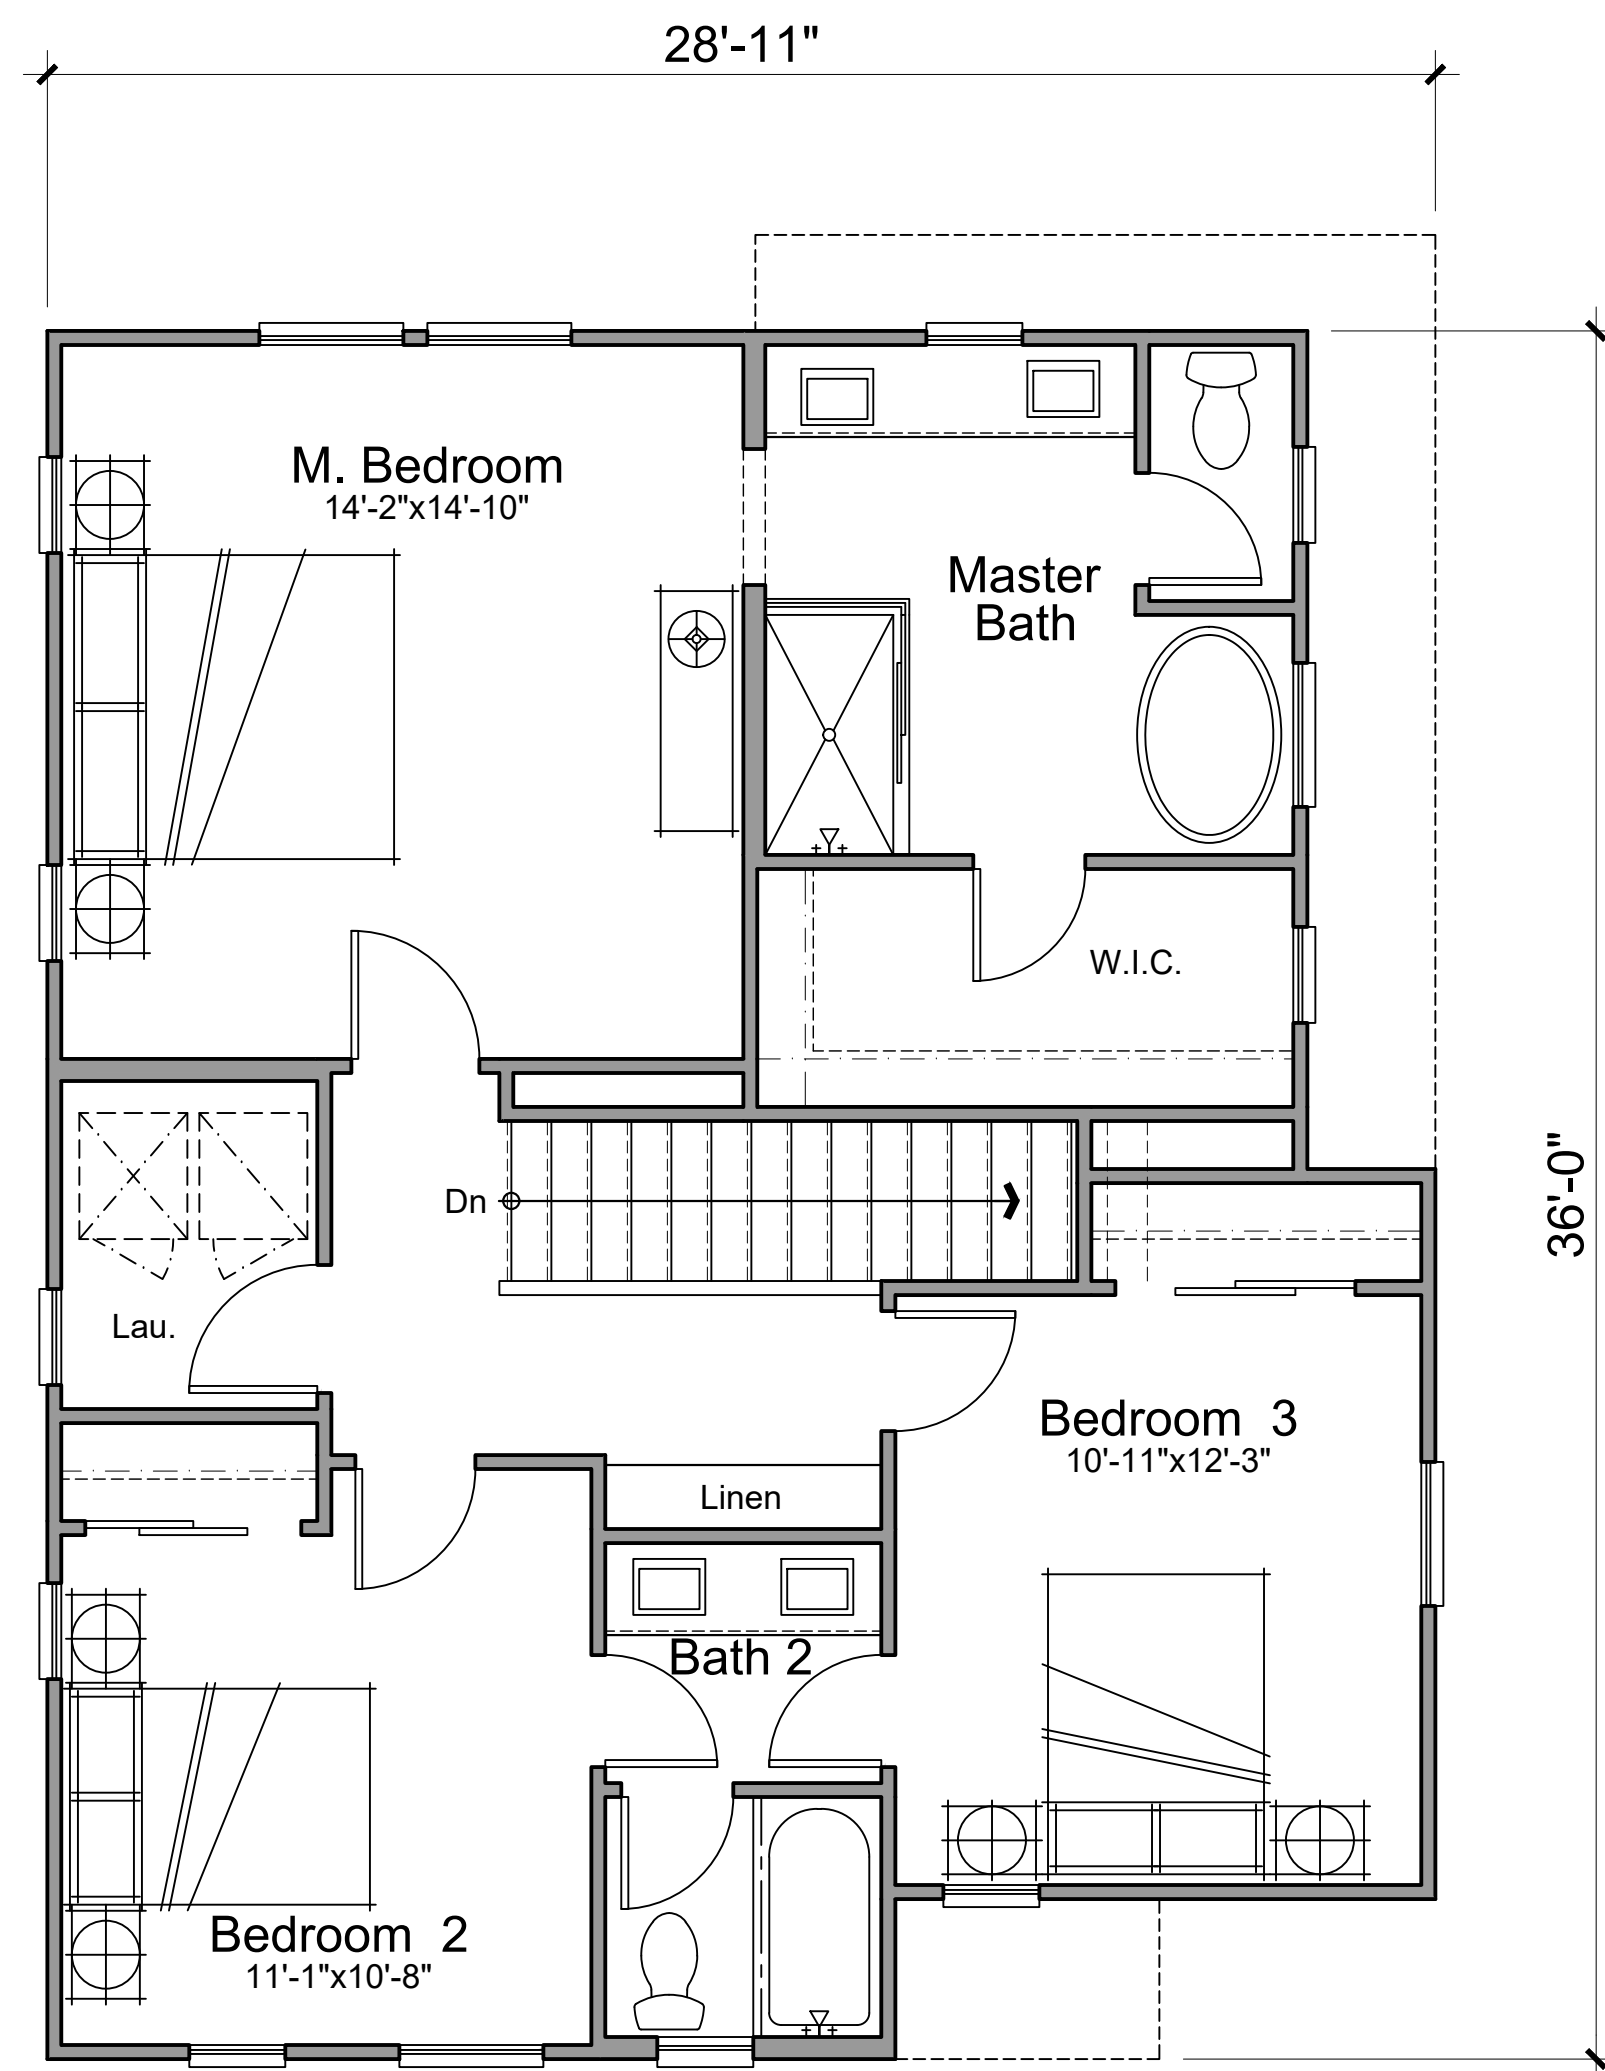 28'-11"
M. Bedroom
14'-2"x14'-10"
Master
Bath
W.I.C.
36'-0"
Dn
Lau.
Bedroom 3
10'-11"x12'-3"
Linen
Bath 2
Bedroom 2
11'-1"x10'-8"